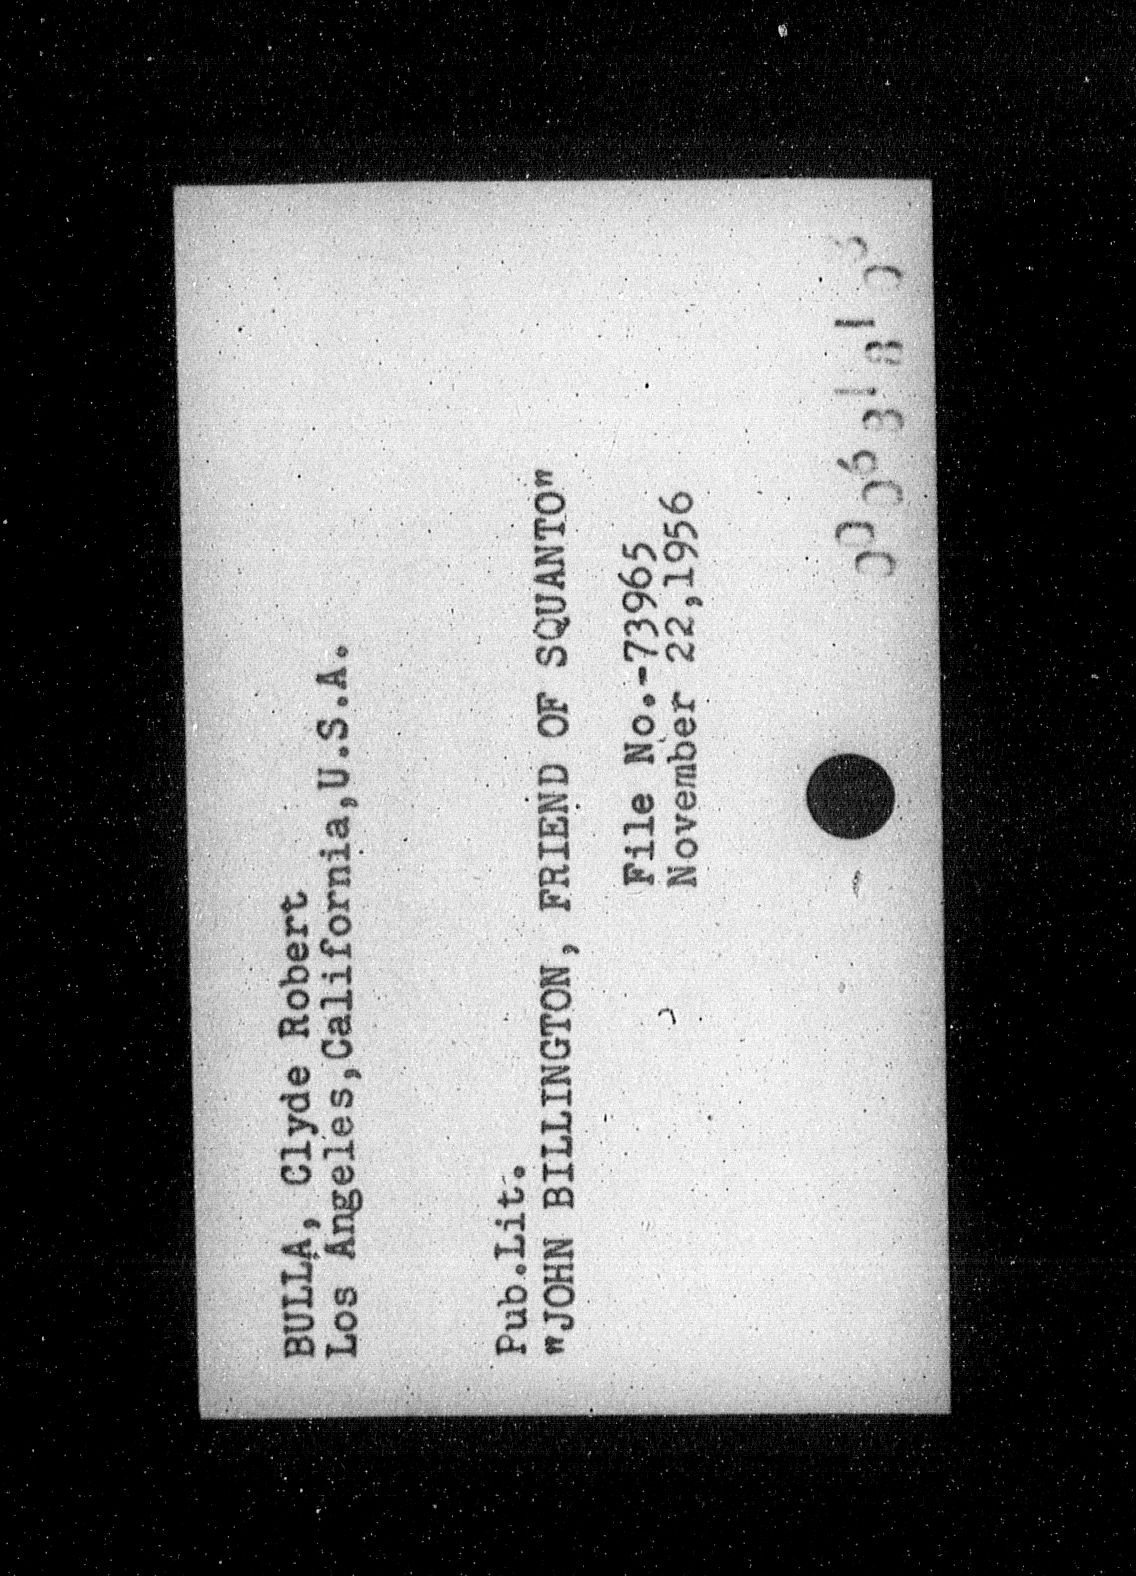 BULLA, Clyde Robert
Los Angeles,California,U.S.A.
Pub.Lit.
"JOHN BILLINGTON, FRIEND OF SQUANTO"
File No.-73965
November 22,1956